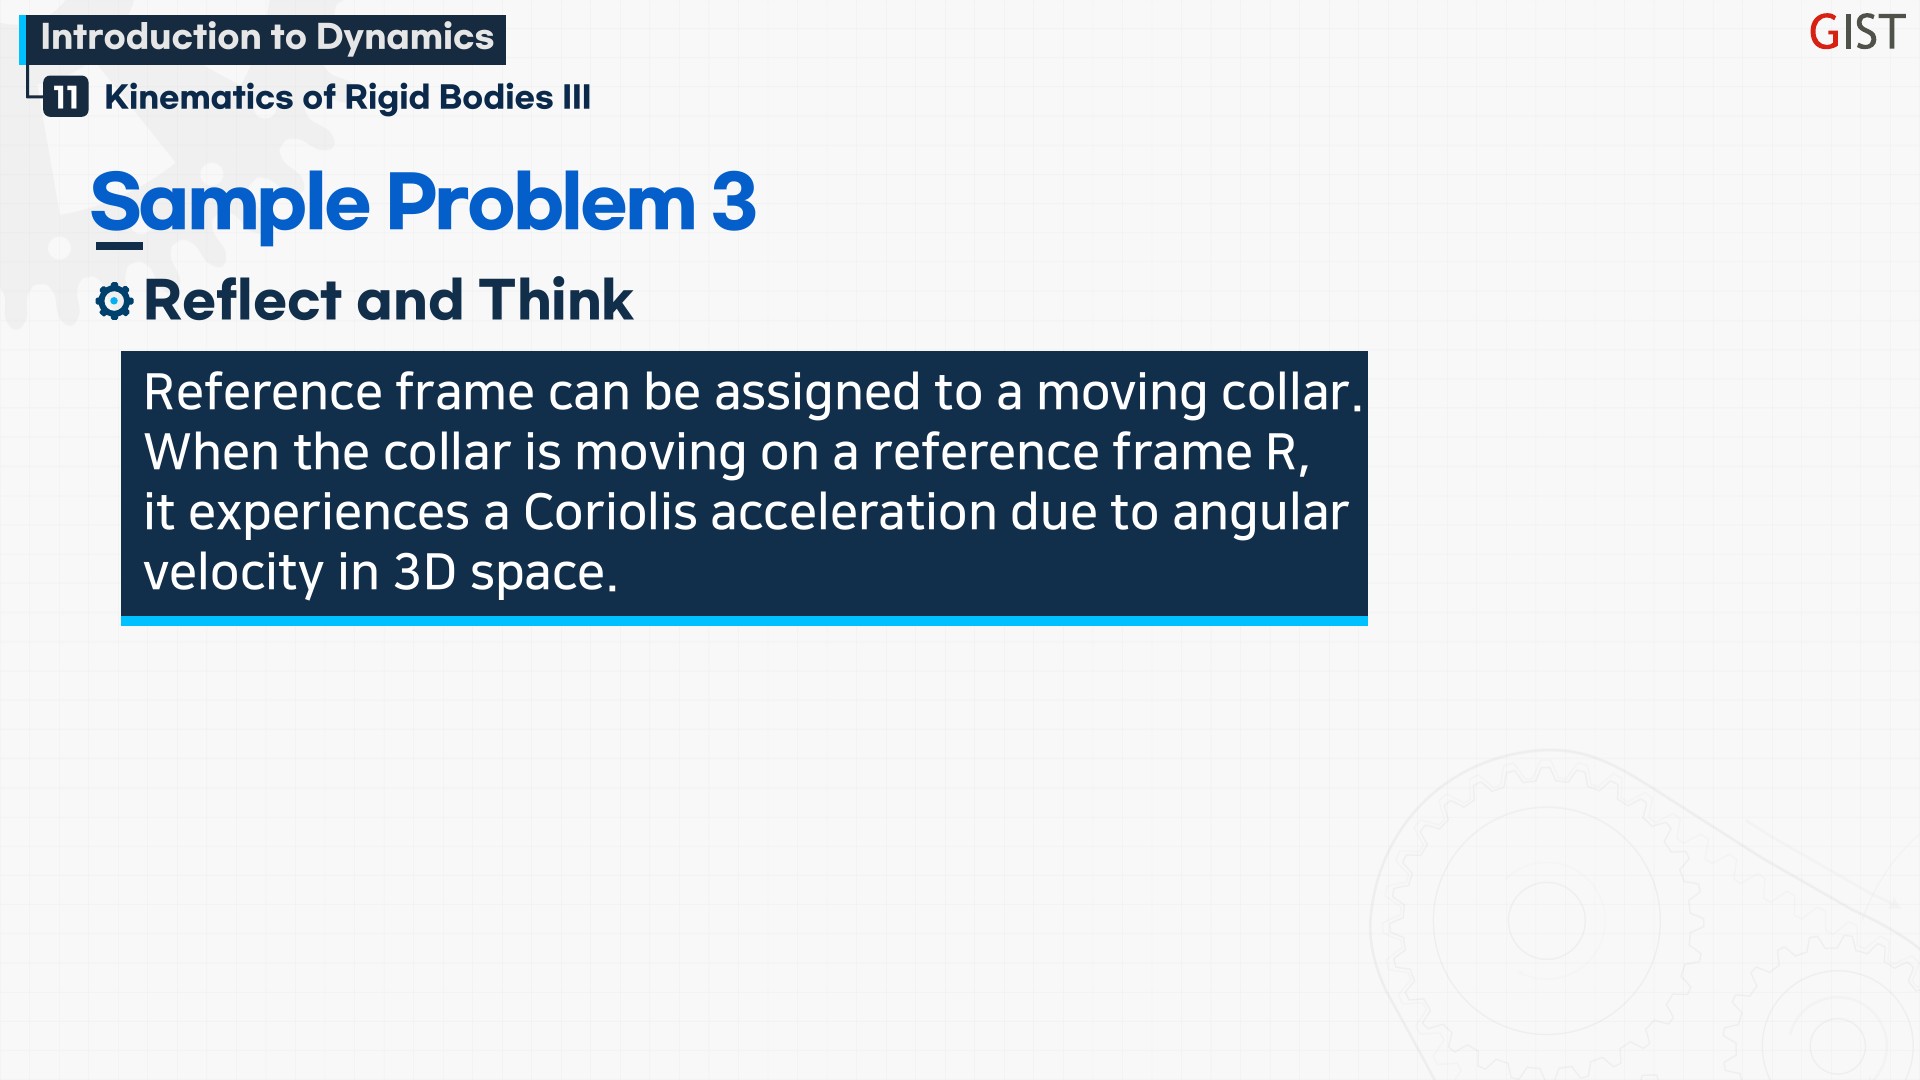 Introduction to Dynamics
GIST
11 Kinematics of Rigid Bodies III
Sample Problem 3
Reflect and Think
Reference frame can be assigned to a moving collar.
When the collar is moving on a reference frame R,
it experiences a Coriolis acceleration due to angular
velocity in 3D space.